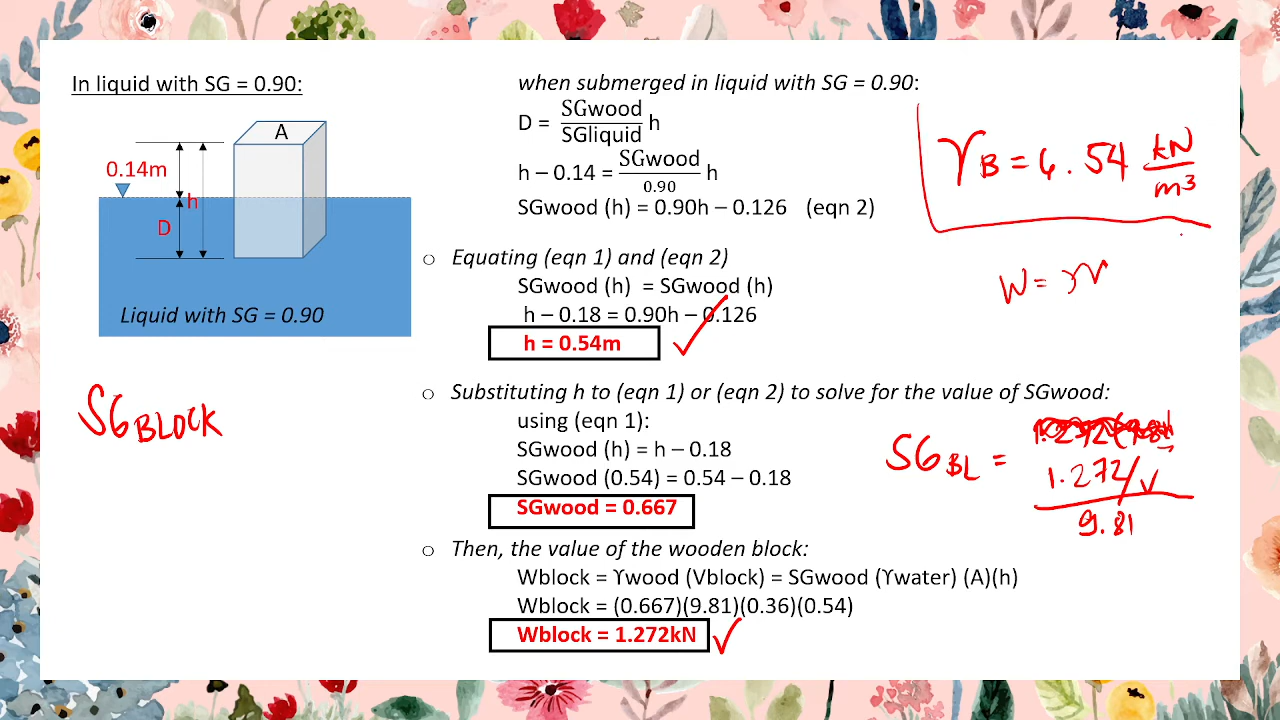 In liquid with SG = 0.90:
A
0.14m
h
D
Liquid with SG = 0.90
SG BLOCK
when submerged in liquid with SG = 0.90:
D = SGwood/SGliquid h
h – 0.14 = SGwood/0.90 h
SGwood (h) = 0.90h – 0.126 (eqn 2)
o Equating (eqn 1) and (eqn 2)
SGwood (h) = SGwood (h)
h – 0.18 = 0.90h – 0.126
h = 0.54m
o Substituting h to (eqn 1) or (eqn 2) to solve for the value of SGwood:
using (eqn 1):
SGwood (h) = h – 0.18
SGwood (0.54) = 0.54 – 0.18
SGwood = 0.667
o Then, the value of the wooden block:
Wblock = ϒwood (Vblock) = SGwood (ϒwater) (A)(h)
Wblock = (0.667)(9.81)(0.36)(0.54)
Wblock = 1.272kN
γB = 6.54 kN/m³
W = γV
SG BL =
1.272/V
9.81